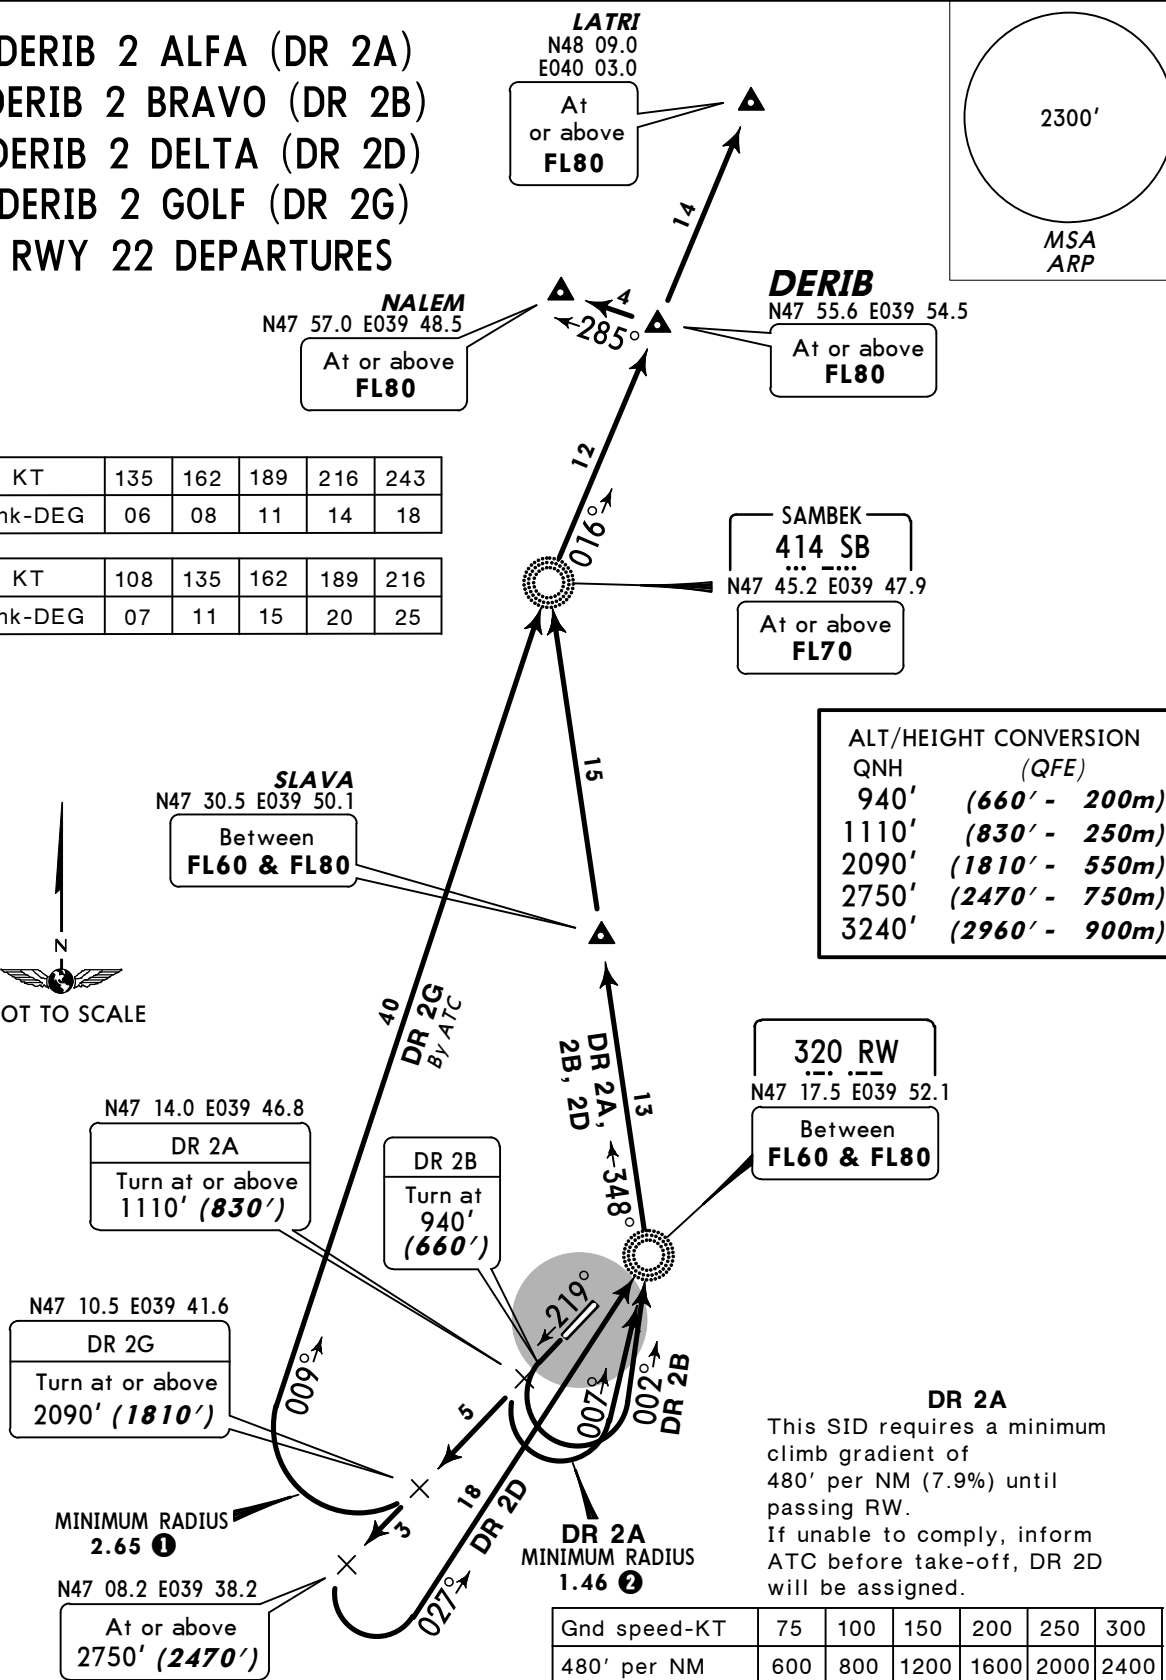 DERIB 2 ALFA (DR 2A)
DERIB 2 BRAVO (DR 2B)
DERIB 2 DELTA (DR 2D)
DERIB 2 GOLF (DR 2G)
RWY 22 DEPARTURES
LATRI
N48 09.0
E040 03.0
At
or above
FL80
2300'
MSA
ARP
14
NALEM
N47 57.0 E039 48.5
At or above
FL80
4
285°
DERIB
N47 55.6 E039 54.5
At or above
FL80
KT 135 162 189 216 243
nk-DEG 06 08 11 14 18
KT 108 135 162 189 216
nk-DEG 07 11 15 20 25
12
016°
SAMBEK
414 SB
N47 45.2 E039 47.9
At or above
FL70
15
ALT/HEIGHT CONVERSION
QNH (QFE)
940' (660' - 200m)
1110' (830' - 250m)
2090' (1810' - 550m)
2750' (2470' - 750m)
3240' (2960' - 900m)
SLAVA
N47 30.5 E039 50.1
Between
FL60 & FL80
N
OT TO SCALE
40
DR 2G
By ATC
DR 2A,
2B, 2D
13
348°
320 RW
N47 17.5 E039 52.1
Between
FL60 & FL80
N47 14.0 E039 46.8
DR 2A
Turn at or above
1110' (830')
DR 2B
Turn at
940'
(660')
219°
N47 10.5 E039 41.6
DR 2G
Turn at or above
2090' (1810')
009°
5
007°
002°
DR 2B
MINIMUM RADIUS
2.65 ❶
3
18
DR 2D
027°
DR 2A
MINIMUM RADIUS
1.46 ❷
N47 08.2 E039 38.2
At or above
2750' (2470')
DR 2A
This SID requires a minimum
climb gradient of
480' per NM (7.9%) until
passing RW.
If unable to comply, inform
ATC before take-off, DR 2D
will be assigned.
Gnd speed-KT 75 100 150 200 250 300
480' per NM 600 800 1200 1600 2000 2400